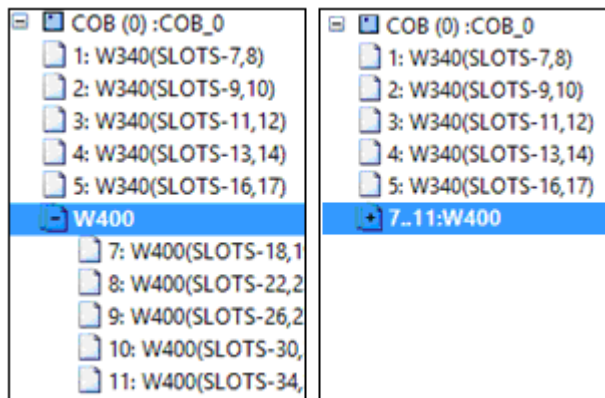 COB (0) :COB_0
1: W340(SLOTS-7,8)
2: W340(SLOTS-9,10)
3: W340(SLOTS-11,12)
4: W340(SLOTS-13,14)
5: W340(SLOTS-16,17)
W400
7: W400(SLOTS-18,1
8: W400(SLOTS-22,2
9: W400(SLOTS-26,2
10: W400(SLOTS-30,
11: W400(SLOTS-34,
COB (0) :COB_0
1: W340(SLOTS-7,8)
2: W340(SLOTS-9,10)
3: W340(SLOTS-11,12)
4: W340(SLOTS-13,14)
5: W340(SLOTS-16,17)
7..11:W400